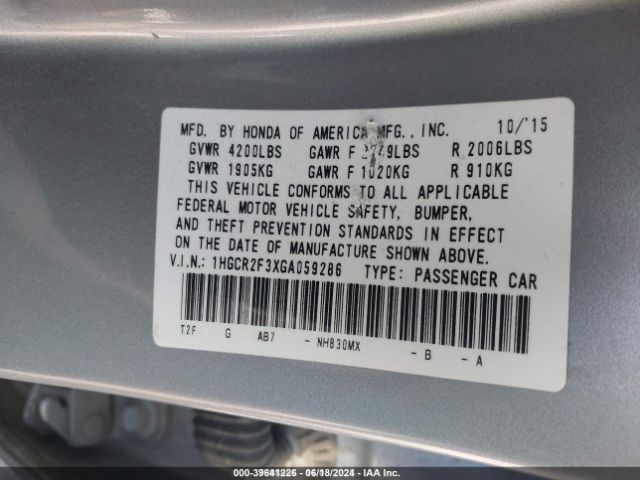 MFD. BY HONDA OF AMERICA MFG., INC. 10/'15
GVWR 4200LBS GAWR F LBS R 2006LBS
GVWR 1905KG GAWR F 1020KG R 910KG
THIS VEHICLE CONFORMS TO ALL APPLICABLE
FEDERAL MOTOR VEHICLE SAFETY, BUMPER,
AND THEFT PREVENTION STANDARDS IN EFFECT
ON THE DATE OF MANUFACTURE SHOWN ABOVE.
V.I.N.: 1HGCR2F3XGA059286 TYPE: PASSENGER CAR
T2F G AB7 - NH830MX - B - A
000-39641226 - 06/18/2024 - IAA Inc.